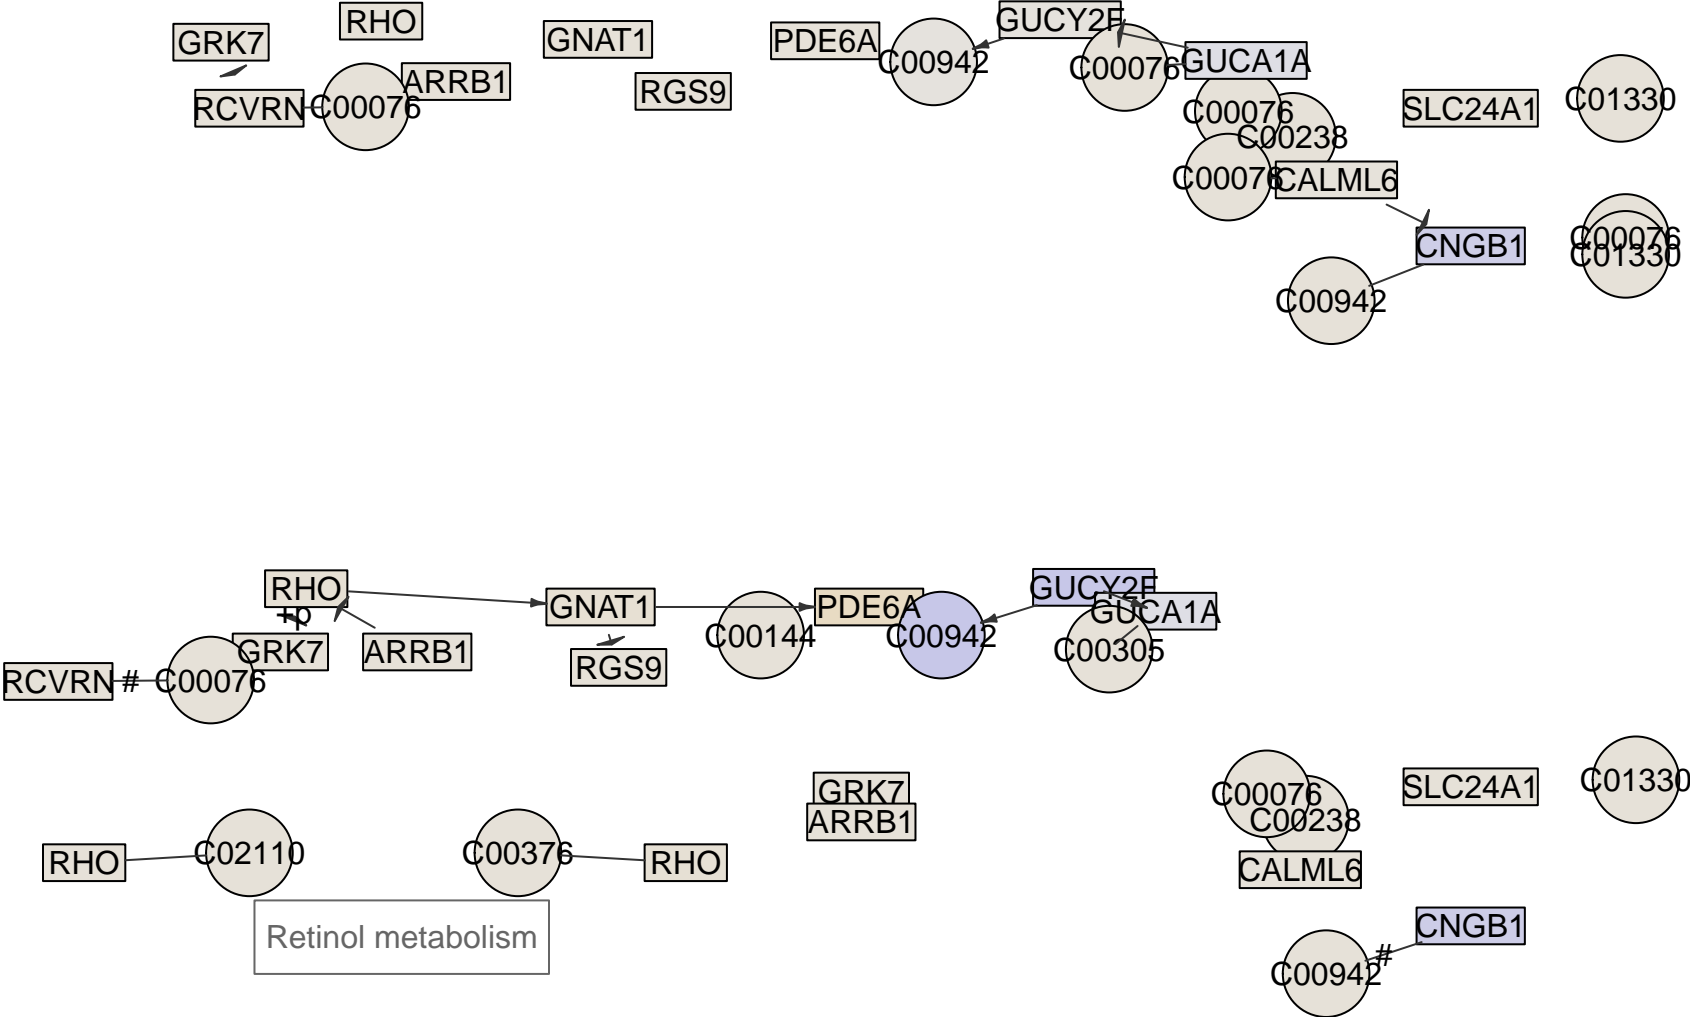 RHO
GRK7
GNAT1
PDE6A
GUCY2F
C00942
C00076
GUCA1A
ARRB1
RGS9
RCVRN
C00076
C00076
SLC24A1
C01330
C00238
C00076
CALML6
CNGB1
C00076
C01330
C00942
RHO
+p
GNAT1
PDE6A
GUCY2F
GUCA1A
C00144
C00942
C00305
GRK7
ARRB1
RGS9
RCVRN
#
C00076
GRK7
ARRB1
C00076
C00238
CALML6
SLC24A1
C01330
RHO
C02110
C00376
RHO
Retinol metabolism
CNGB1
#
C00942